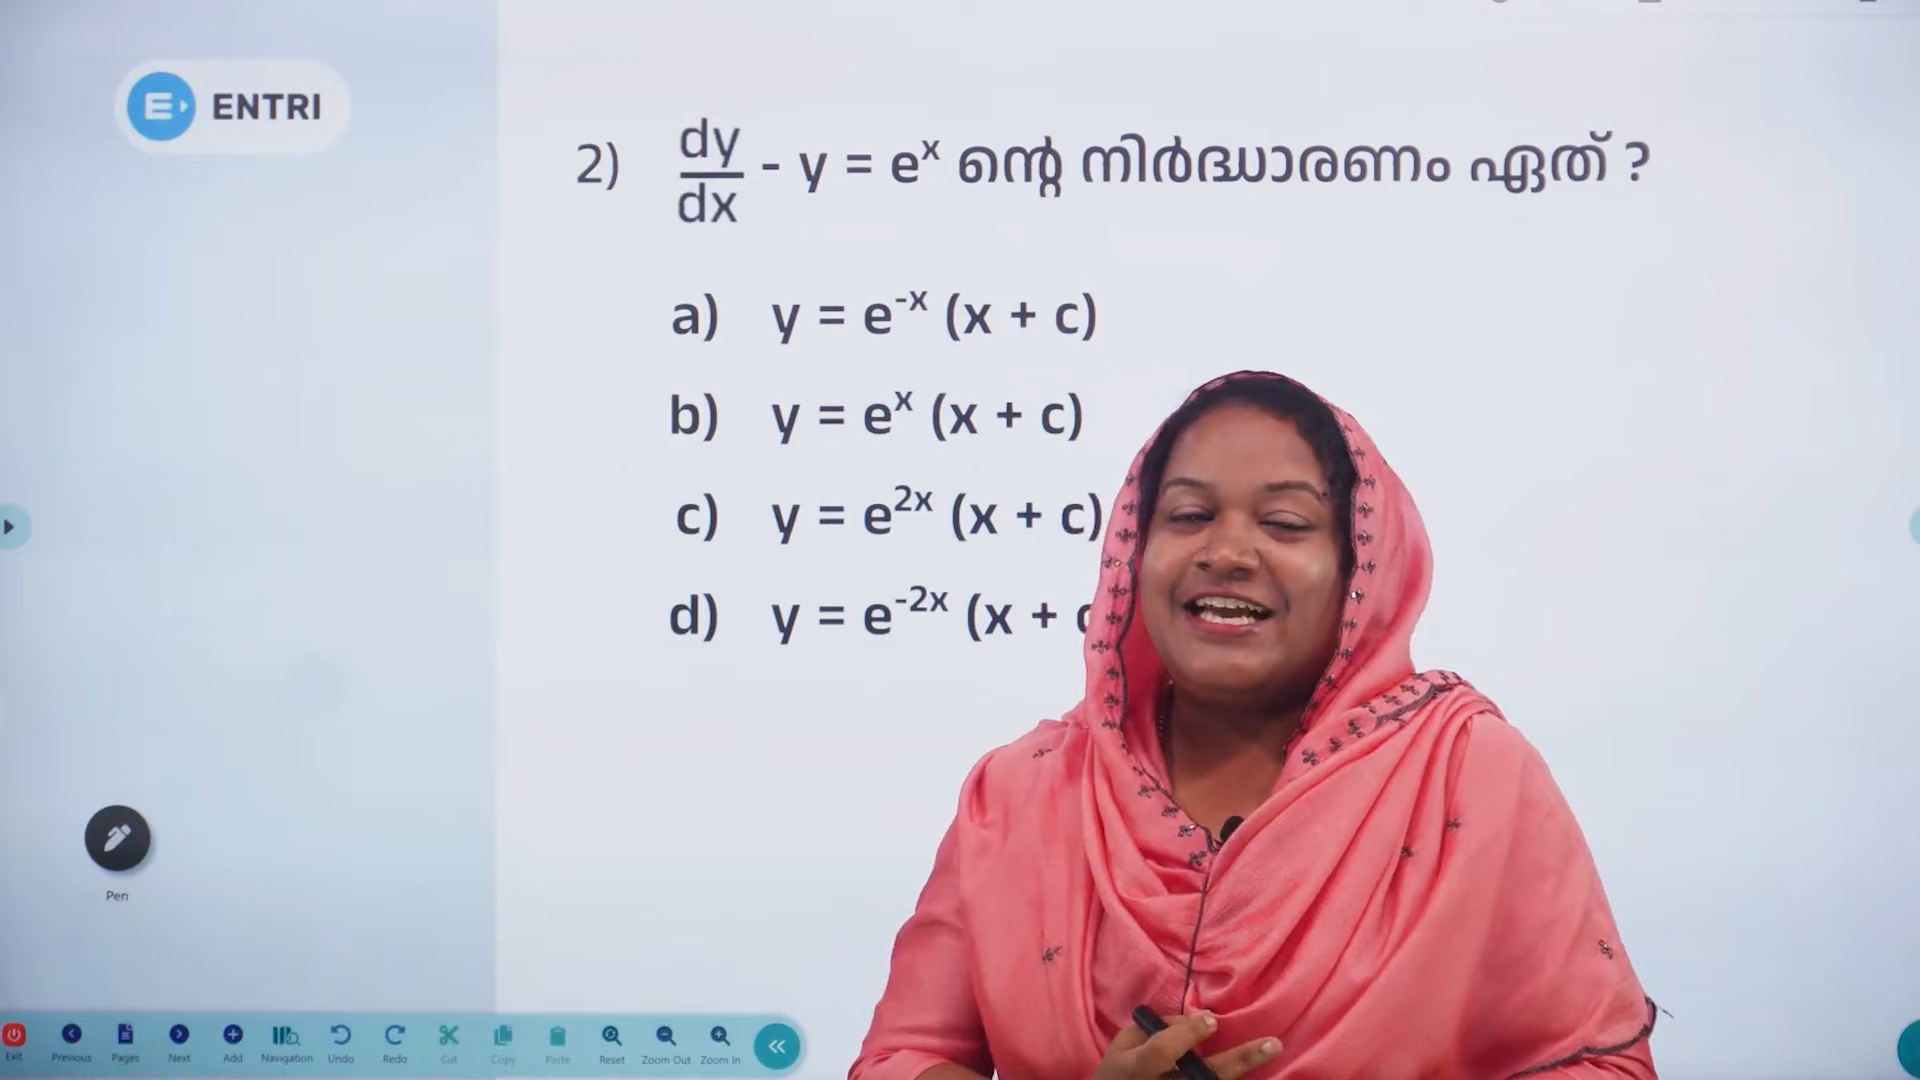 ENTRI
2) dy/dx - y = eˣ ന്റെ നിർദ്ധാരണം ഏത് ?
a) y = e⁻ˣ (x + c)
b) y = eˣ (x + c)
c) y = e²ˣ (x + c)
d) y = e⁻²ˣ (x +
Pen
Exit Previous Pages Next Add Navigation Undo Redo Cut Copy Paste Reset Zoom Out Zoom In